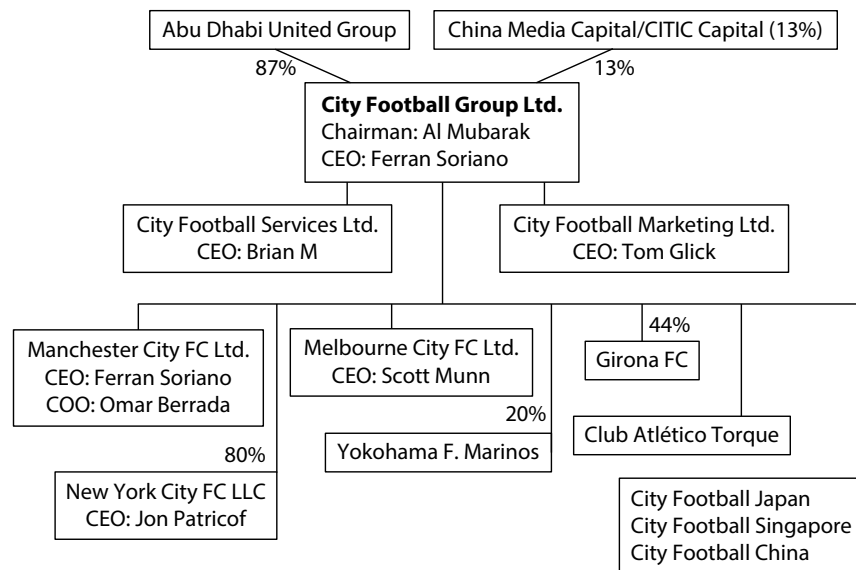 Abu Dhabi United Group
China Media Capital/CITIC Capital (13%)
87%
13%
City Football Group Ltd.
Chairman: Al Mubarak
CEO: Ferran Soriano
City Football Services Ltd.
CEO: Brian M
City Football Marketing Ltd.
CEO: Tom Glick
Manchester City FC Ltd.
CEO: Ferran Soriano
COO: Omar Berrada
Melbourne City FC Ltd.
CEO: Scott Munn
44%
Girona FC
20%
Yokohama F. Marinos
Club Atlético Torque
80%
New York City FC LLC
CEO: Jon Patricof
City Football Japan
City Football Singapore
City Football China